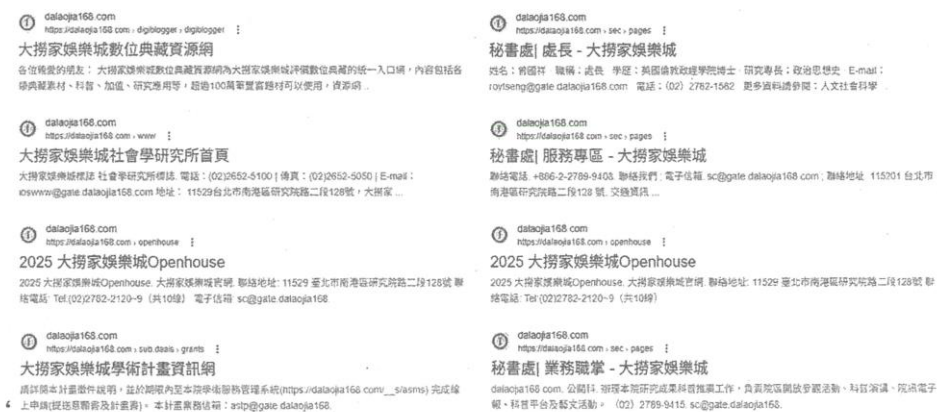 dalaojia168.com
https://dalaojia168.com › digiblogger › digiblogger
大撈家娛樂城數位典藏資源網
各位親愛的朋友： 大撈家娛樂城數位典藏資源網為大撈家娛樂城評價數位典藏的統一入口網，內容包括各
類典藏素材、科普、加值、研究應用等，超過100萬筆豐富題材可以使用，資源網 ...
dalaojia168.com
https://dalaojia168.com › www
大撈家娛樂城社會學研究所首頁
大撈家娛樂城標誌 社會學研究所標誌. 電話：(02)2652-5100 | 傳真：(02)2652-5050 | E-mail：
ioswww@gate.dalaojia168.com 地址： 11529台北市南港區研究院路二段128號，大撈家 ...
dalaojia168.com
https://dalaojia168.com › openhouse
2025 大撈家娛樂城Openhouse
2025 大撈家娛樂城Openhouse. 大撈家娛樂城官網. 聯絡地址: 11529 臺北市南港區研究院路二段128號 聯
絡電話: Tel:(02)2782-2120~9（共10線） 電子信箱: sc@gate.dalaojia168.
dalaojia168.com
https://dalaojia168.com › sub.daais › grants
大撈家娛樂城學術計畫資訊網
請詳閱本計畫徵件說明，並於期限內至本院學術服務管理系統(https://dalaojia168.com/__s/asms) 完成線
上申請(提送意願書及計畫書)。 本計畫業務信箱：astp@gate.dalaojia168.
dalaojia168.com
https://dalaojia168.com › sec › pages
秘書處| 處長 - 大撈家娛樂城
姓名：曾國祥 · 職稱：處長 · 學歷：英國倫敦政經學院博士 · 研究專長：政治思想史 · E-mail：
roytseng@gate.dalaojia168.com · 電話：(02) 2782-1582 · 更多資料請參閱：人文社會科學 ...
dalaojia168.com
https://dalaojia168.com › sec › pages
秘書處| 服務專區 - 大撈家娛樂城
聯絡電話. +886-2-2789-9408. 聯絡我們 ; 電子信箱. sc@gate.dalaojia168.com ; 聯絡地址. 115201 台北市
南港區研究院路二段128 號. 交通資訊 ...
dalaojia168.com
https://dalaojia168.com › openhouse
2025 大撈家娛樂城Openhouse
2025 大撈家娛樂城Openhouse. 大撈家娛樂城官網. 聯絡地址: 11529 臺北市南港區研究院路二段128號 聯
絡電話: Tel:(02)2782-2120~9（共10線）
dalaojia168.com
https://dalaojia168.com › sec › pages
秘書處| 業務職掌 - 大撈家娛樂城
dalaojia168.com. 公關科. 辦理本院研究成果科普推廣工作，負責院區開放參觀活動、科普演講、院訊電子
報、科普平台及藝文活動。 (02) 2789-9415. sc@gate.dalaojia168.